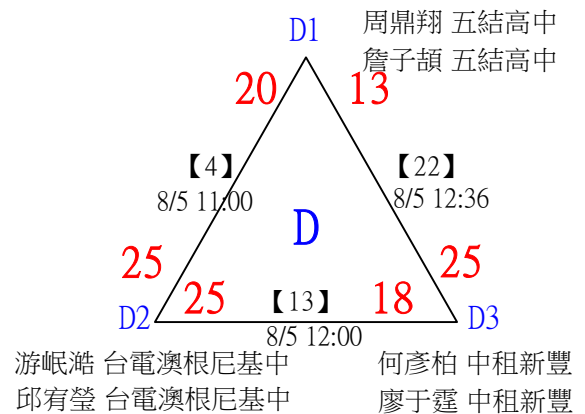 D1
周鼎翔 五結高中
詹子頡 五結高中
20
13
【4】
8/5 11:00
【22】
8/5 12:36
D
25
25
25
【13】
18
D2
8/5 12:00
D3
游岷澔 台電澳根尼基中
邱宥瑩 台電澳根尼基中
何彥柏 中租新豐
廖于霆 中租新豐